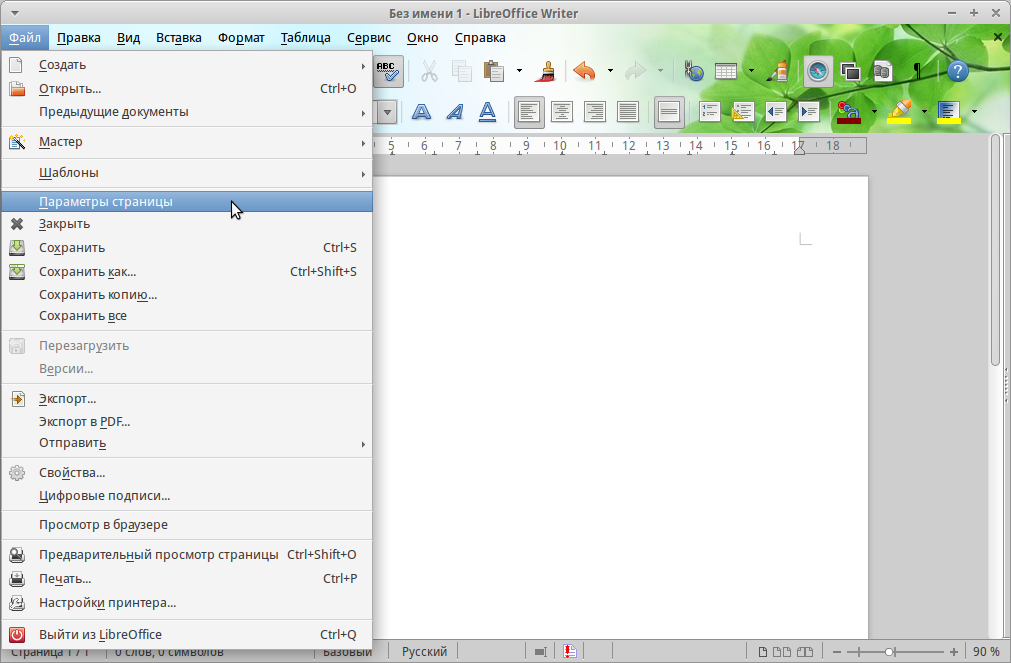 Без имени 1 - LibreOffice Writer
Файл Правка Вид Вставка Формат Таблица Сервис Окно Справка
Создать
ABC
Открыть... Ctrl+O
Предыдущие документы
5 6 7 8 9 10 11 12 13 14 15 16 17 18
Мастер
Шаблоны
Параметры страницы
Закрыть
Сохранить Ctrl+S
Сохранить как... Ctrl+Shift+S
Сохранить копию...
Сохранить все
Перезагрузить
Версии...
Экспорт...
Экспорт в PDF...
Отправить
Свойства...
Цифровые подписи...
Просмотр в браузере
Предварительный просмотр страницы Ctrl+Shift+O
Печать... Ctrl+P
Настройки принтера...
Выйти из LibreOffice Ctrl+Q
Страница 1 / 1 0 слов, 0 символов Базовый Русский 90 %